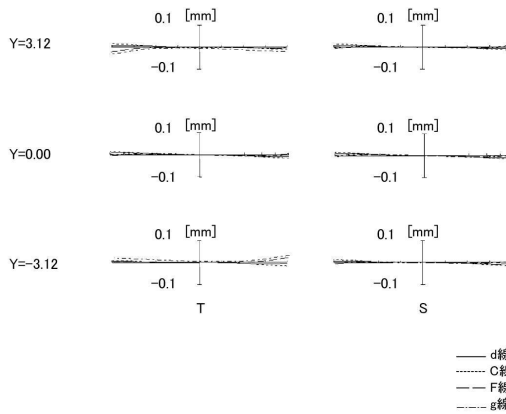 0.1 [mm] 0.1 [mm]
Y=3.12
−0.1 −0.1
0.1 [mm] 0.1 [mm]
Y=0.00
−0.1 −0.1
0.1 [mm] 0.1 [mm]
Y=−3.12
−0.1 −0.1
T S
d線
C線
F線
g線